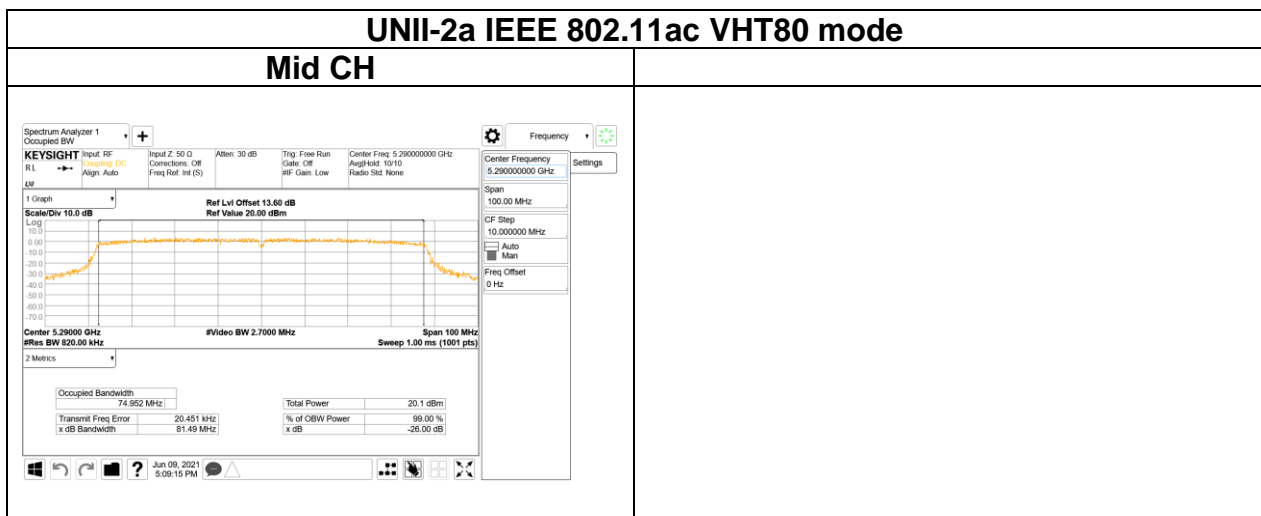 UNII-2a IEEE 802.11ac VHT80 mode
Mid CH
Spectrum Analyzer 1
Occupied BW
Frequency
KEYSIGHT
Input: RF
Coupling: DC
Align: Auto
Input Z: 50 Ω
Corrections: Off
Freq Ref: Int (S)
Atten: 30 dB
Trig: Free Run
Gate: Off
#IF Gain: Low
Center Freq: 5.290000000 GHz
Avg|Hold: 10/10
Radio Std: None
R L
LXI
Center Frequency
5.290000000 GHz
Settings
Span
100.00 MHz
CF Step
10.000000 MHz
Auto
Man
Freq Offset
0 Hz
1 Graph
Scale/Div 10.0 dB
Ref Lvl Offset 13.60 dB
Ref Value 20.00 dBm
Log
10.0
0.00
-10.0
-20.0
-30.0
-40.0
-50.0
-60.0
-70.0
Center 5.29000 GHz
#Res BW 820.00 kHz
#Video BW 2.7000 MHz
Span 100 MHz
Sweep 1.00 ms (1001 pts)
2 Metrics
Occupied Bandwidth
74.952 MHz
Total Power 20.1 dBm
Transmit Freq Error 20.451 kHz
% of OBW Power 99.00 %
x dB Bandwidth 81.49 MHz
x dB -26.00 dB
?
Jun 09, 2021
5:09:15 PM